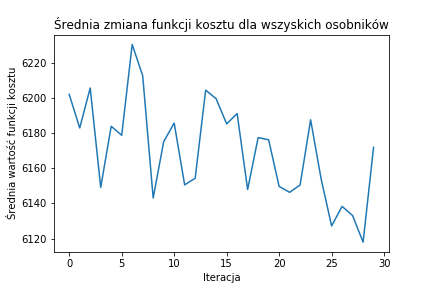 Średnia zmiana funkcji kosztu dla wszyskich osobników
Średnia wartość funkcji kosztu
6220
6200
6180
6160
6140
6120
0 5 10 15 20 25 30
Iteracja